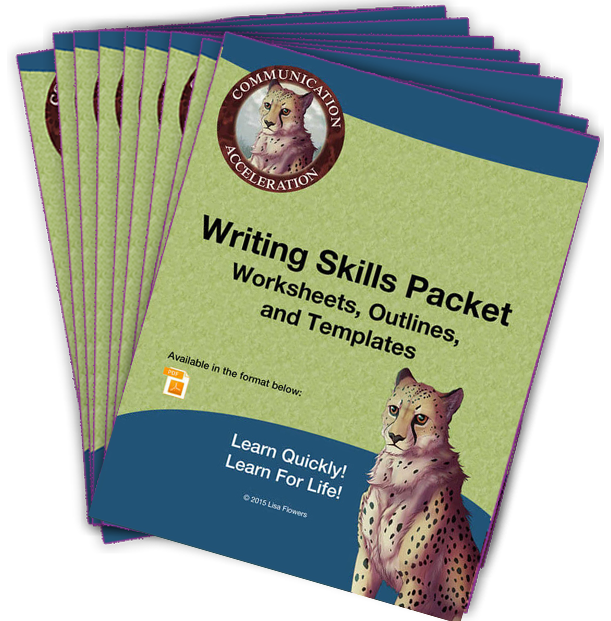 COMMUNICATION
ACCELERATION
Writing Skills Packet
Worksheets, Outlines,
and Templates
Available in the format below:
PDF
Learn Quickly!
Learn For Life!
© 2015 Lisa Flowers